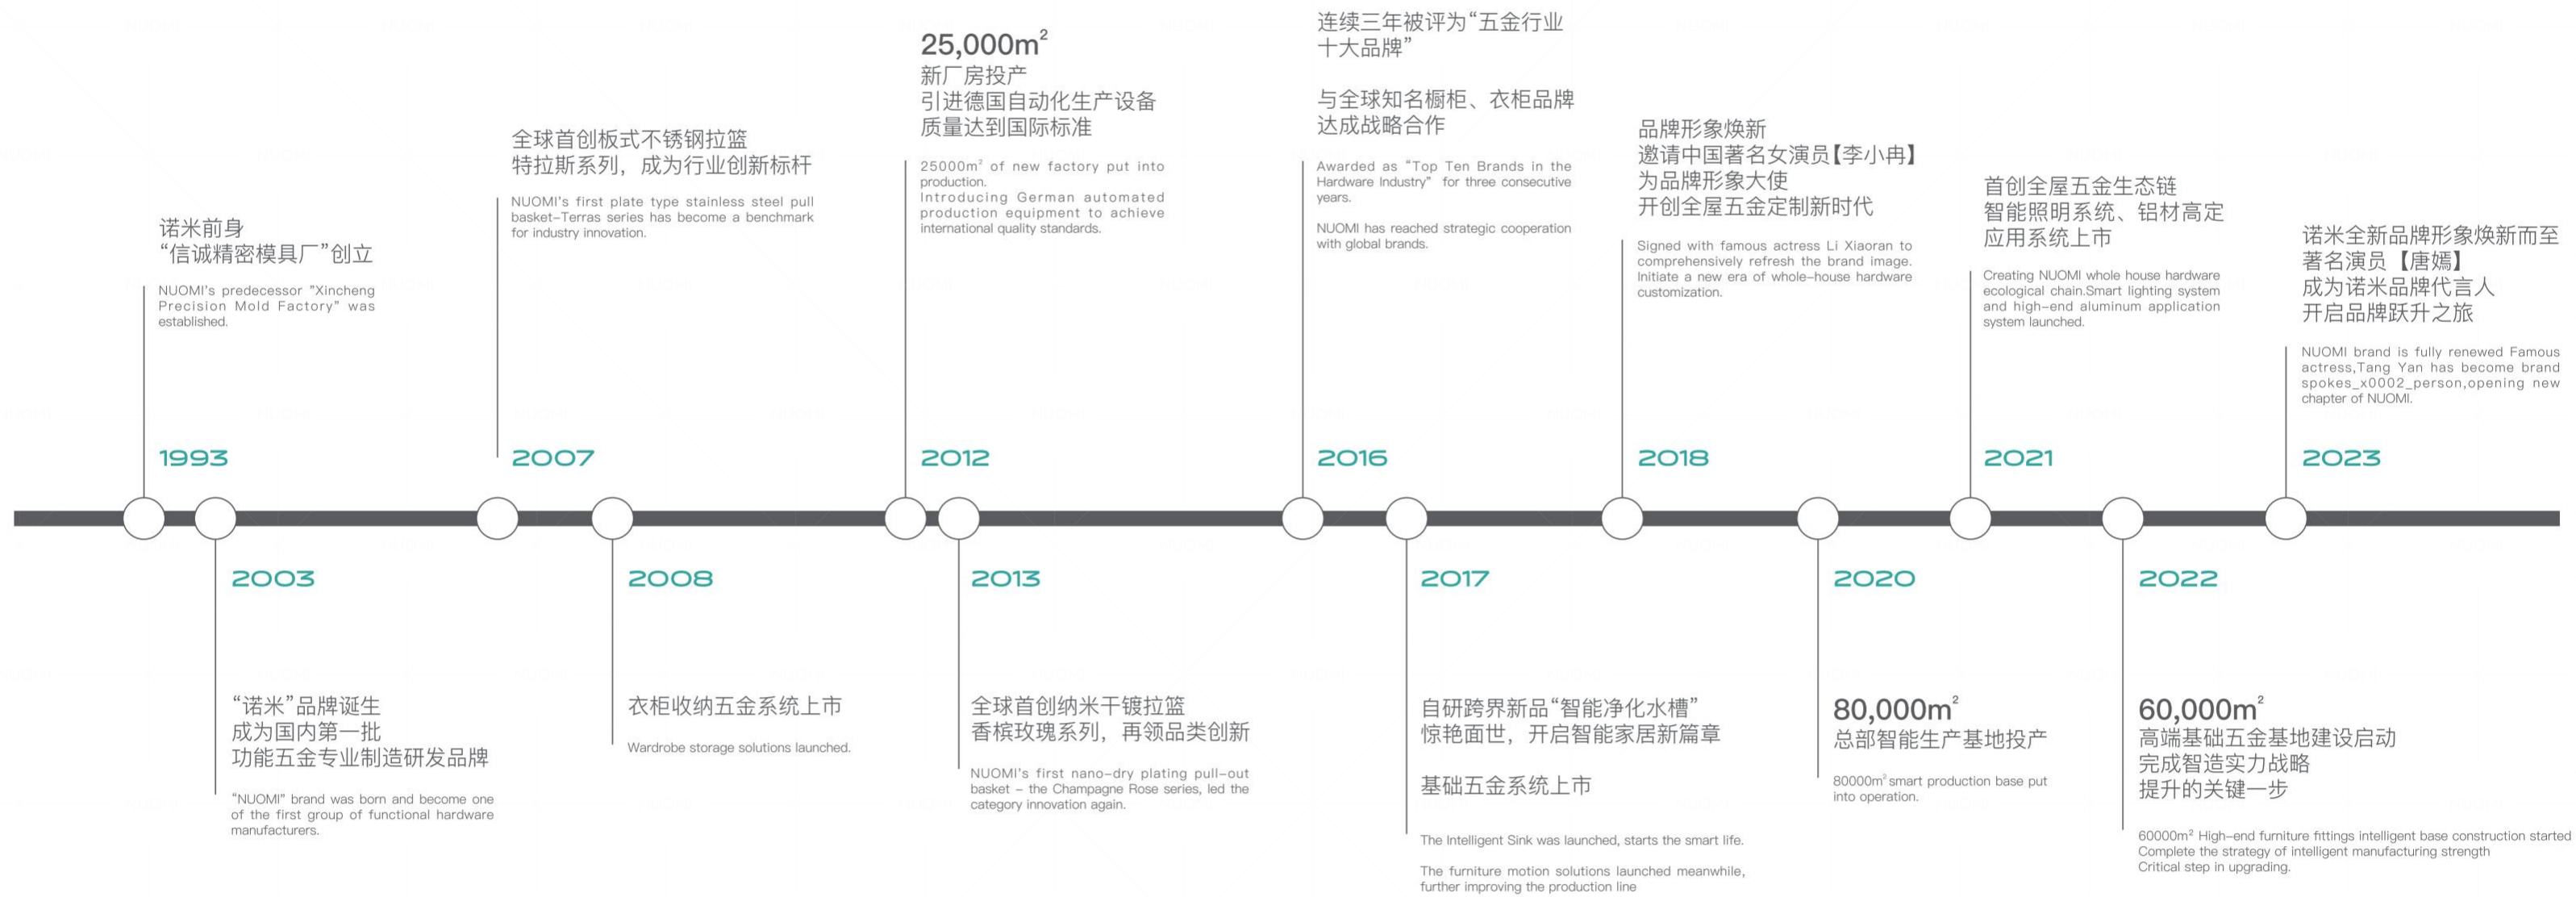 诺米前身
“信诚精密模具厂”创立
NUOMI's predecessor "Xincheng
Precision Mold Factory" was
established.
1993
2003
“诺米”品牌诞生
成为国内第一批
功能五金专业制造研发品牌
“NUOMI” brand was born and become one
of the first group of functional hardware
manufacturers.
全球首创板式不锈钢拉篮
特拉斯系列，成为行业创新标杆
NUOMI's first plate type stainless steel pull
basket-Terras series has become a benchmark
for industry innovation.
2007
2008
衣柜收纳五金系统上市
Wardrobe storage solutions launched.
25,000m²
新厂房投产
引进德国自动化生产设备
质量达到国际标准
25000m² of new factory put into
production.
Introducing German automated
production equipment to achieve
international quality standards.
2012
2013
全球首创纳米干镀拉篮
香槟玫瑰系列，再领品类创新
NUOMI's first nano-dry plating pull-out
basket - the Champagne Rose series, led the
category innovation again.
连续三年被评为“五金行业
十大品牌”
与全球知名橱柜、衣柜品牌
达成战略合作
Awarded as “Top Ten Brands in the
Hardware Industry” for three consecutive
years.
NUOMI has reached strategic cooperation
with global brands.
2016
2017
自研跨界新品“智能净化水槽”
惊艳面世，开启智能家居新篇章
基础五金系统上市
The Intelligent Sink was launched, starts the smart life.
The furniture motion solutions launched meanwhile,
further improving the production line
品牌形象焕新
邀请中国著名女演员【李小冉】
为品牌形象大使
开创全屋五金定制新时代
Signed with famous actress Li Xiaoran to
comprehensively refresh the brand image.
Initiate a new era of whole-house hardware
customization.
2018
2020
80,000m²
总部智能生产基地投产
80000m² smart production base put
into operation.
首创全屋五金生态链
智能照明系统、铝材高定
应用系统上市
Creating NUOMI whole house hardware
ecological chain.Smart lighting system
and high-end aluminum application
system launched.
2021
2022
60,000m²
高端基础五金基地建设启动
完成智造实力战略
提升的关键一步
60000m² High-end furniture fittings intelligent base construction started
Complete the strategy of intelligent manufacturing strength
Critical step in upgrading.
诺米全新品牌形象焕新而至
著名演员【唐嫣】
成为诺米品牌代言人
开启品牌跃升之旅
NUOMI brand is fully renewed Famous
actress,Tang Yan has become brand
spokes_x0002_person,opening new
chapter of NUOMI.
2023